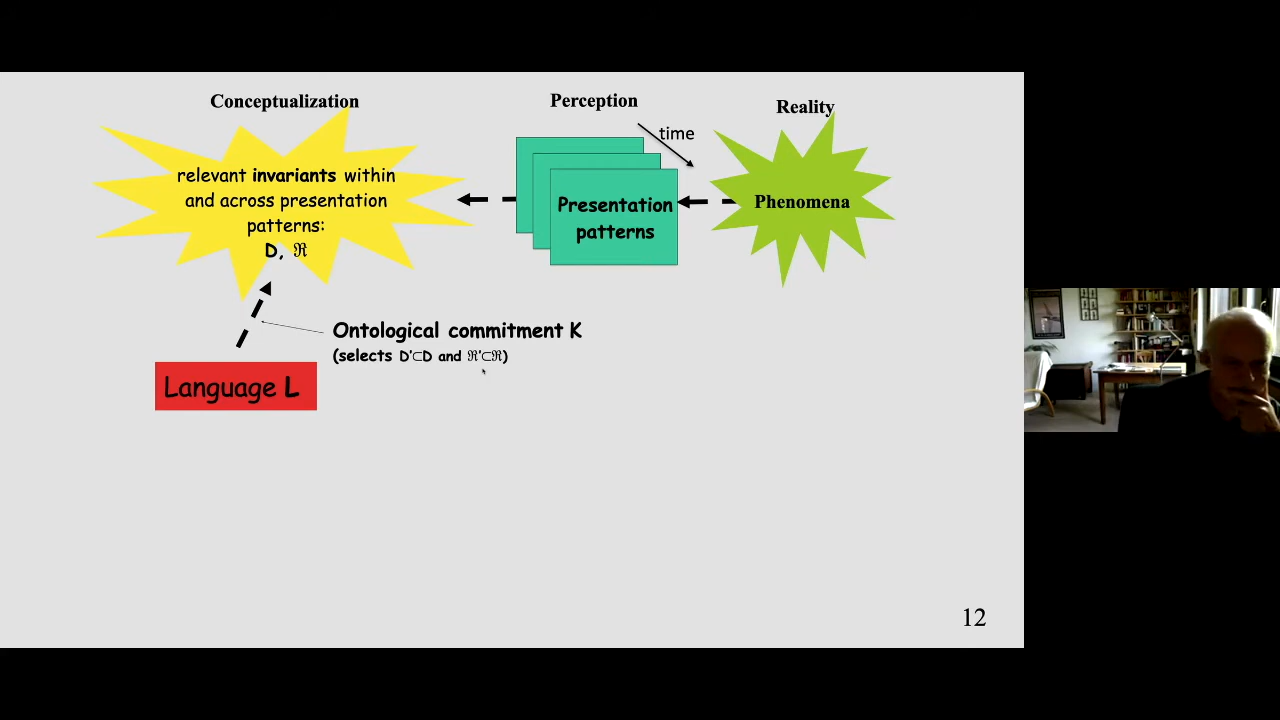 Conceptualization
Perception
Reality
time
relevant invariants within
and across presentation
patterns:
D, ℜ
Presentation
patterns
Phenomena
Ontological commitment K
(selects D'⊂D and ℜ'⊂ℜ)
Language L
12